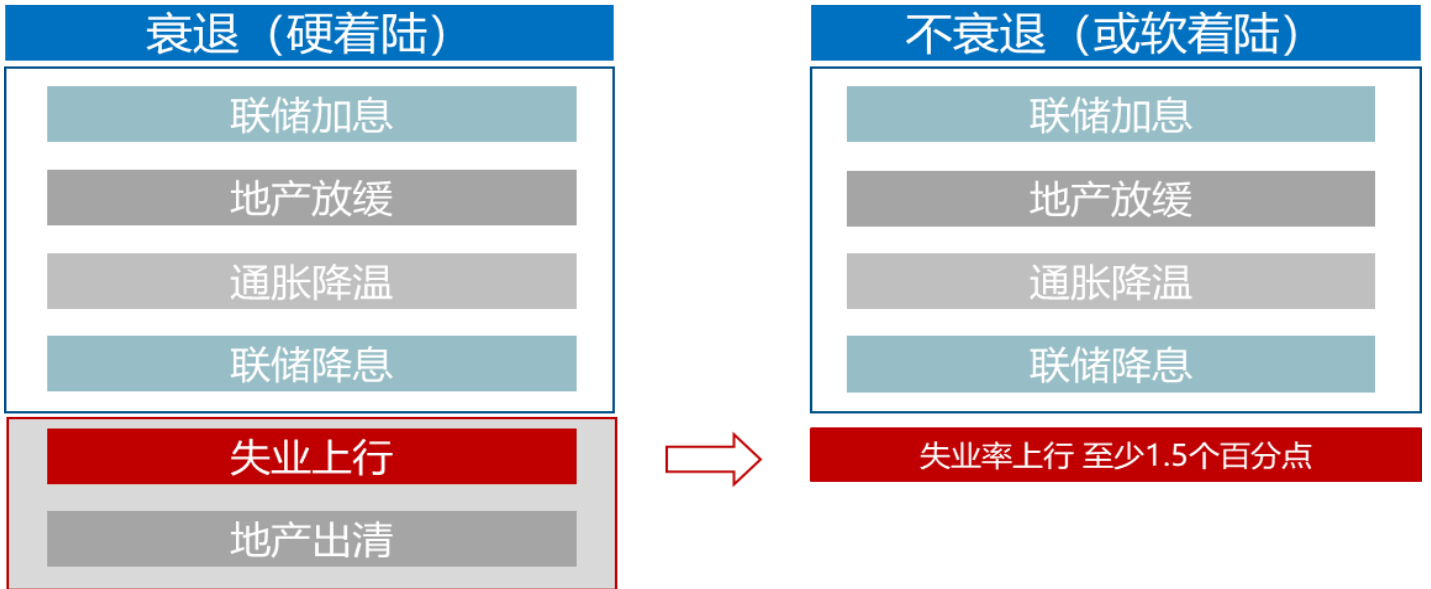 衰退（硬着陆）
联储加息
地产放缓
通胀降温
联储降息
失业上行
地产出清
不衰退（或软着陆）
联储加息
地产放缓
通胀降温
联储降息
失业率上行 至少1.5个百分点